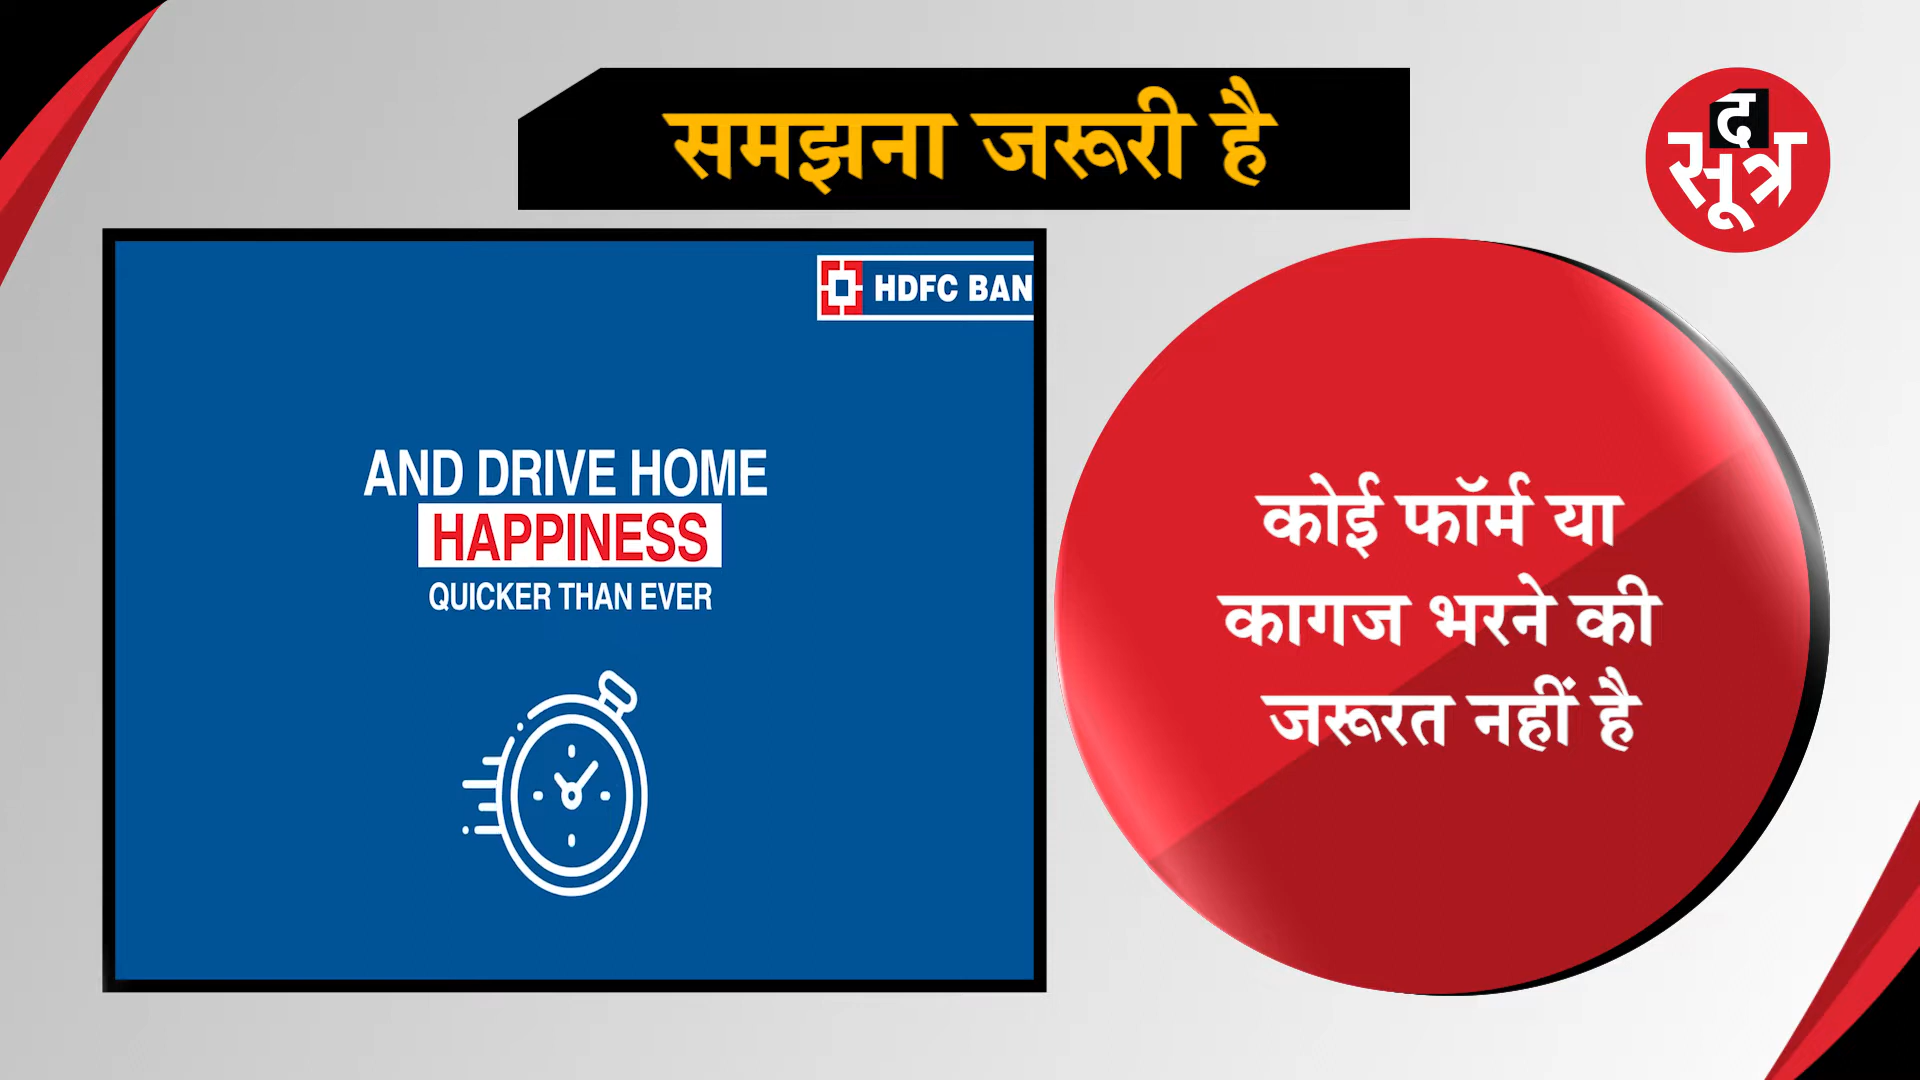 समझना जरूरी है
द
सूत्र
HDFC BAN
AND DRIVE HOME
HAPPINESS
QUICKER THAN EVER
कोई फॉर्म या
कागज भरने की
जरूरत नहीं है